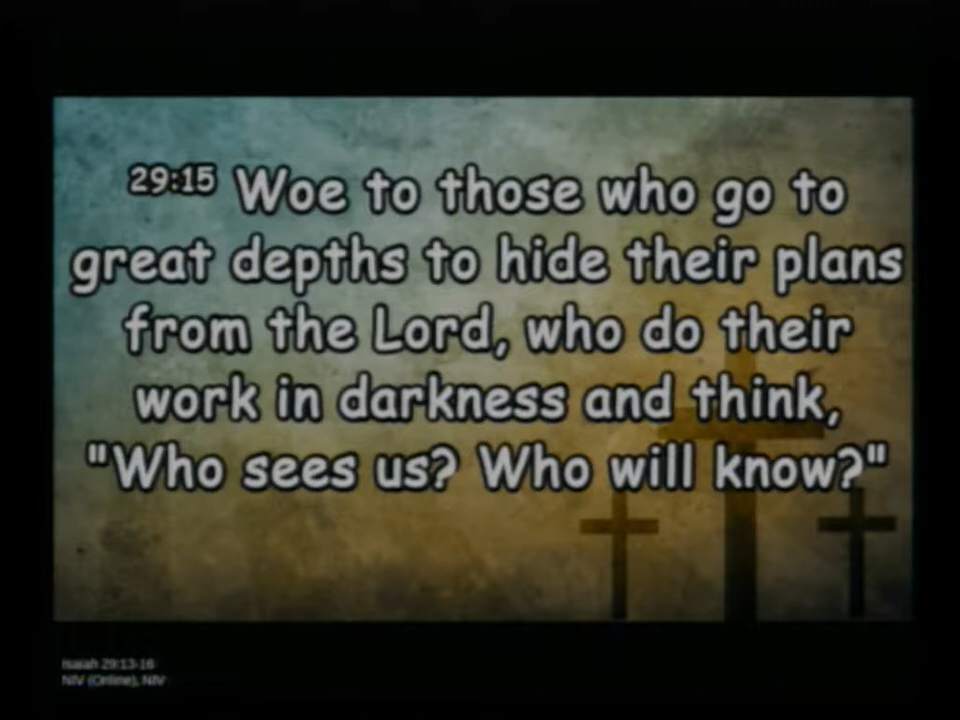 29:15 Woe to those who go to
great depths to hide their plans
from the Lord, who do their
work in darkness and think,
"Who sees us? Who will know?"
Isaiah 29:13-16
NIV (Online), NIV